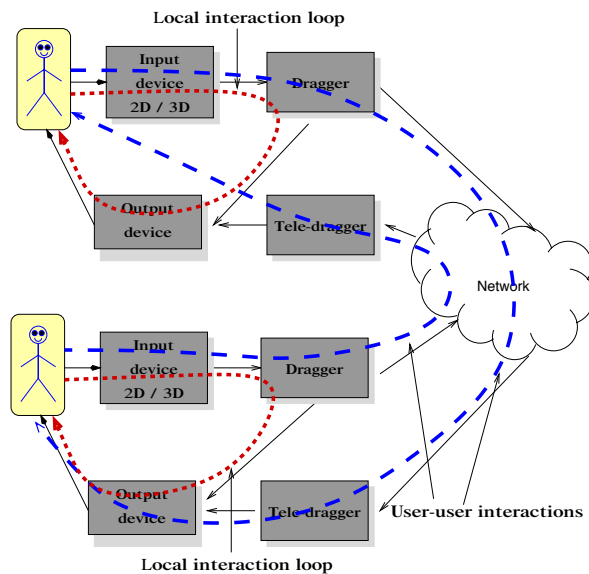 Local interaction loop
Input
device
2D / 3D
Dragger
Output
device
Tele-dragger
Network
Input
device
2D / 3D
Dragger
Output
device
Tele-dragger
User-user interactions
Local interaction loop